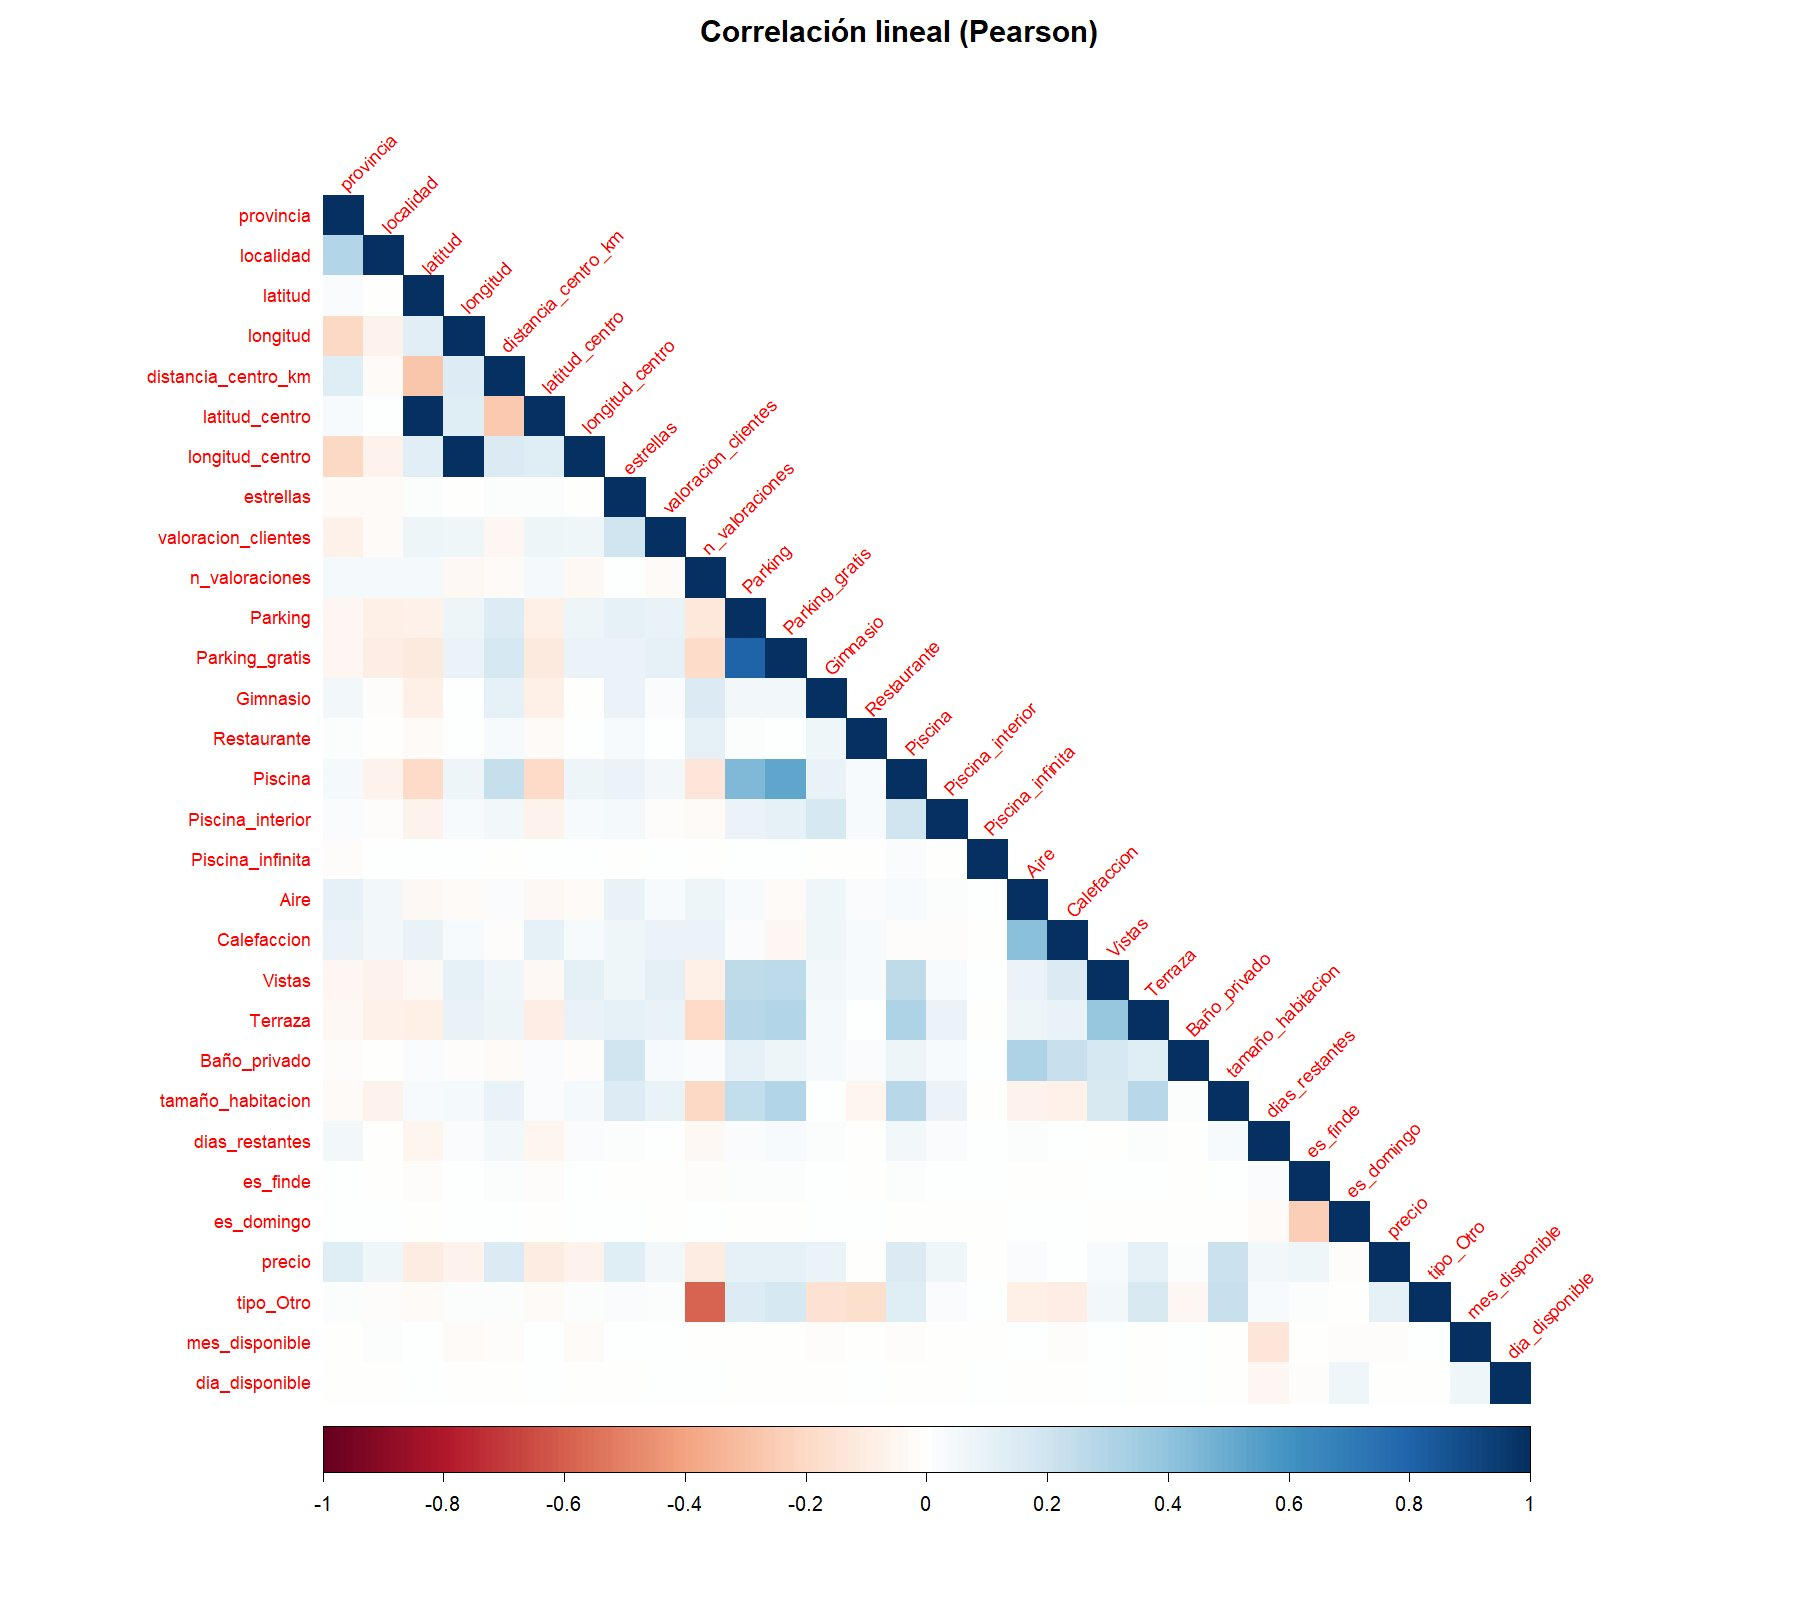 Correlación lineal (Pearson)
provincia
localidad
latitud
longitud
distancia_centro_km
latitud_centro
longitud_centro
estrellas
valoracion_clientes
n_valoraciones
Parking
Parking_gratis
Gimnasio
Restaurante
Piscina
Piscina_interior
Piscina_infinita
Aire
Calefaccion
Vistas
Terraza
Baño_privado
tamaño_habitacion
dias_restantes
es_finde
es_domingo
precio
tipo_Otro
mes_disponible
dia_disponible
provincia
localidad
latitud
longitud
distancia_centro_km
latitud_centro
longitud_centro
estrellas
valoracion_clientes
n_valoraciones
Parking
Parking_gratis
Gimnasio
Restaurante
Piscina
Piscina_interior
Piscina_infinita
Aire
Calefaccion
Vistas
Terraza
Baño_privado
tamaño_habitacion
dias_restantes
es_finde
es_domingo
precio
tipo_Otro
mes_disponible
dia_disponible
-1 -0.8 -0.6 -0.4 -0.2 0 0.2 0.4 0.6 0.8 1